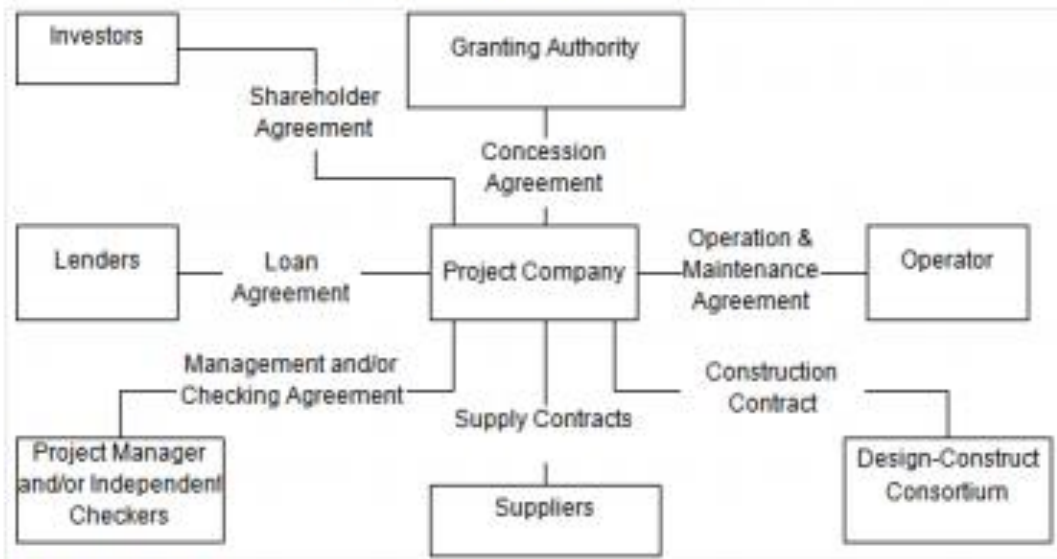 Investors
Granting Authority
Shareholder
Agreement
Concession
Agreement
Lenders
Loan
Agreement
Project Company
Operation &
Maintenance
Agreement
Operator
Management and/or
Checking Agreement
Supply Contracts
Construction
Contract
Project Manager
and/or Independent
Checkers
Suppliers
Design-Construct
Consortium